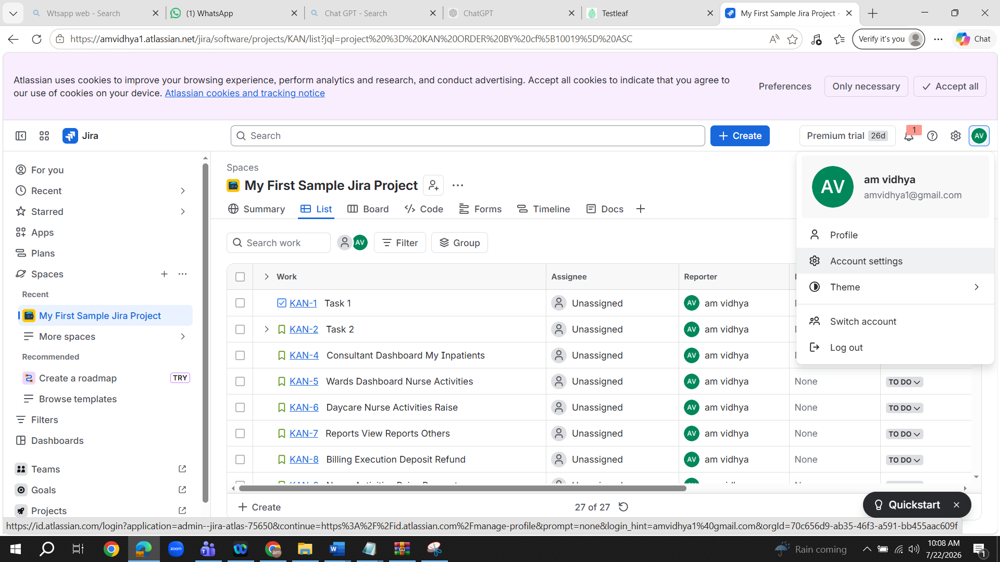 Wtsapp web - Search
(1) WhatsApp
Chat GPT - Search
ChatGPT
Testleaf
My First Sample Jira Project -
https://amvidhya1.atlassian.net/jira/software/projects/KAN/list?jql=project%20%3D%20KAN%20ORDER%20BY%20cf%5B10019%5D%20ASC
Verify it's you
Chat
Atlassian uses cookies to improve your browsing experience, perform analytics and research, and conduct advertising. Accept all cookies to indicate that you agree to
our use of cookies on your device. Atlassian cookies and tracking notice
Preferences
Only necessary
Accept all
Jira
Search
Create
Premium trial 26d
1
AV
For you
Recent
Starred
Apps
Plans
Spaces
Recent
My First Sample Jira Project
More spaces
Recommended
Create a roadmap TRY
Browse templates
Filters
Dashboards
Teams
Goals
Projects
Spaces
My First Sample Jira Project
Summary List Board Code Forms Timeline Docs
Search work AV Filter Group
Work Assignee Reporter
KAN-1 Task 1 Unassigned AV am vidhya
KAN-2 Task 2 Unassigned AV am vidhya
KAN-4 Consultant Dashboard My Inpatients Unassigned AV am vidhya
KAN-5 Wards Dashboard Nurse Activities Unassigned AV am vidhya None TO DO
KAN-6 Daycare Nurse Activities Raise Unassigned AV am vidhya None TO DO
KAN-7 Reports View Reports Others Unassigned AV am vidhya None TO DO
KAN-8 Billing Execution Deposit Refund Unassigned AV am vidhya None TO DO
Create
27 of 27
AV
am vidhya
amvidhya1@gmail.com
Profile
Account settings
Theme
Switch account
Log out
Quickstart
https://id.atlassian.com/login?application=admin--jira-atlas-75650&continue=https%3A%2F%2Fid.atlassian.com%2Fmanage-profile&prompt=none&login_hint=amvidhya1%40gmail.com&orgId=70c656d9-ab35-46f3-a591-bb455aac609f
zoom
am
Rain coming
10:08 AM
7/22/2026
1